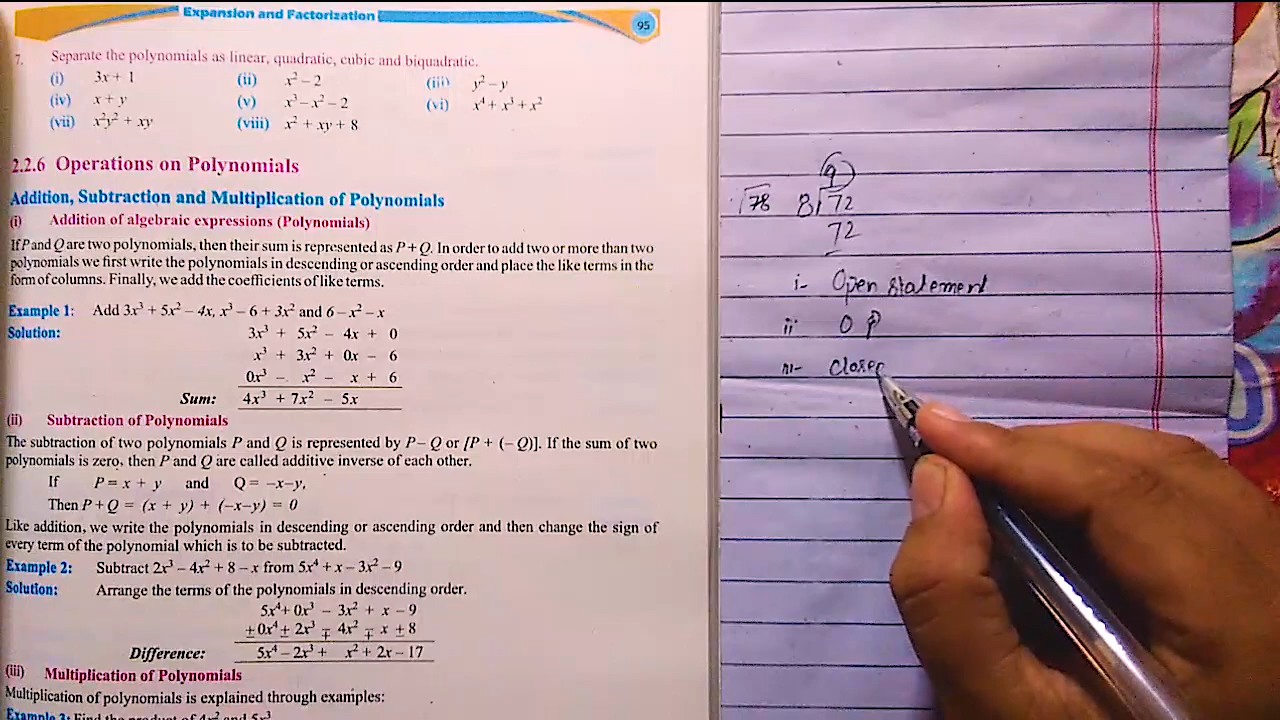 Expansion and Factorization
95
7. Separate the polynomials as linear, quadratic, cubic and biquadratic.
(i) 3x + 1 (ii) x² – 2 (iii) y² – y
(iv) x + y (v) x³ – x² – 2 (vi) x⁴ + x³ + x²
(vii) x²y² + xy (viii) x² + xy + 8
2.2.6 Operations on Polynomials
Addition, Subtraction and Multiplication of Polynomials
(i) Addition of algebraic expressions (Polynomials)
If P and Q are two polynomials, then their sum is represented as P + Q. In order to add two or more than two
polynomials we first write the polynomials in descending or ascending order and place the like terms in the
form of columns. Finally, we add the coefficients of like terms.
Example 1: Add 3x³ + 5x² – 4x, x³ – 6 + 3x² and 6 – x² – x
Solution: 3x³ + 5x² – 4x + 0
x³ + 3x² + 0x – 6
0x³ – x² – x + 6
Sum: 4x³ + 7x² – 5x
(ii) Subtraction of Polynomials
The subtraction of two polynomials P and Q is represented by P – Q or [P + (–Q)]. If the sum of two
polynomials is zero, then P and Q are called additive inverse of each other.
If P = x + y and Q = –x–y,
Then P + Q = (x + y) + (–x–y) = 0
Like addition, we write the polynomials in descending or ascending order and then change the sign of
every term of the polynomial which is to be subtracted.
Example 2: Subtract 2x³ – 4x² + 8 – x from 5x⁴ + x – 3x² – 9
Solution: Arrange the terms of the polynomials in descending order.
5x⁴ + 0x³ – 3x² + x – 9
±0x⁴ ± 2x³ ∓ 4x² ∓ x ± 8
Difference: 5x⁴ – 2x³ + x² + 2x – 17
(iii) Multiplication of Polynomials
Multiplication of polynomials is explained through examples:
Example 3: Find the product of 4x² and 5x³
9
√78 8 72
72
i- Open statement
ii O P
iii- Closed